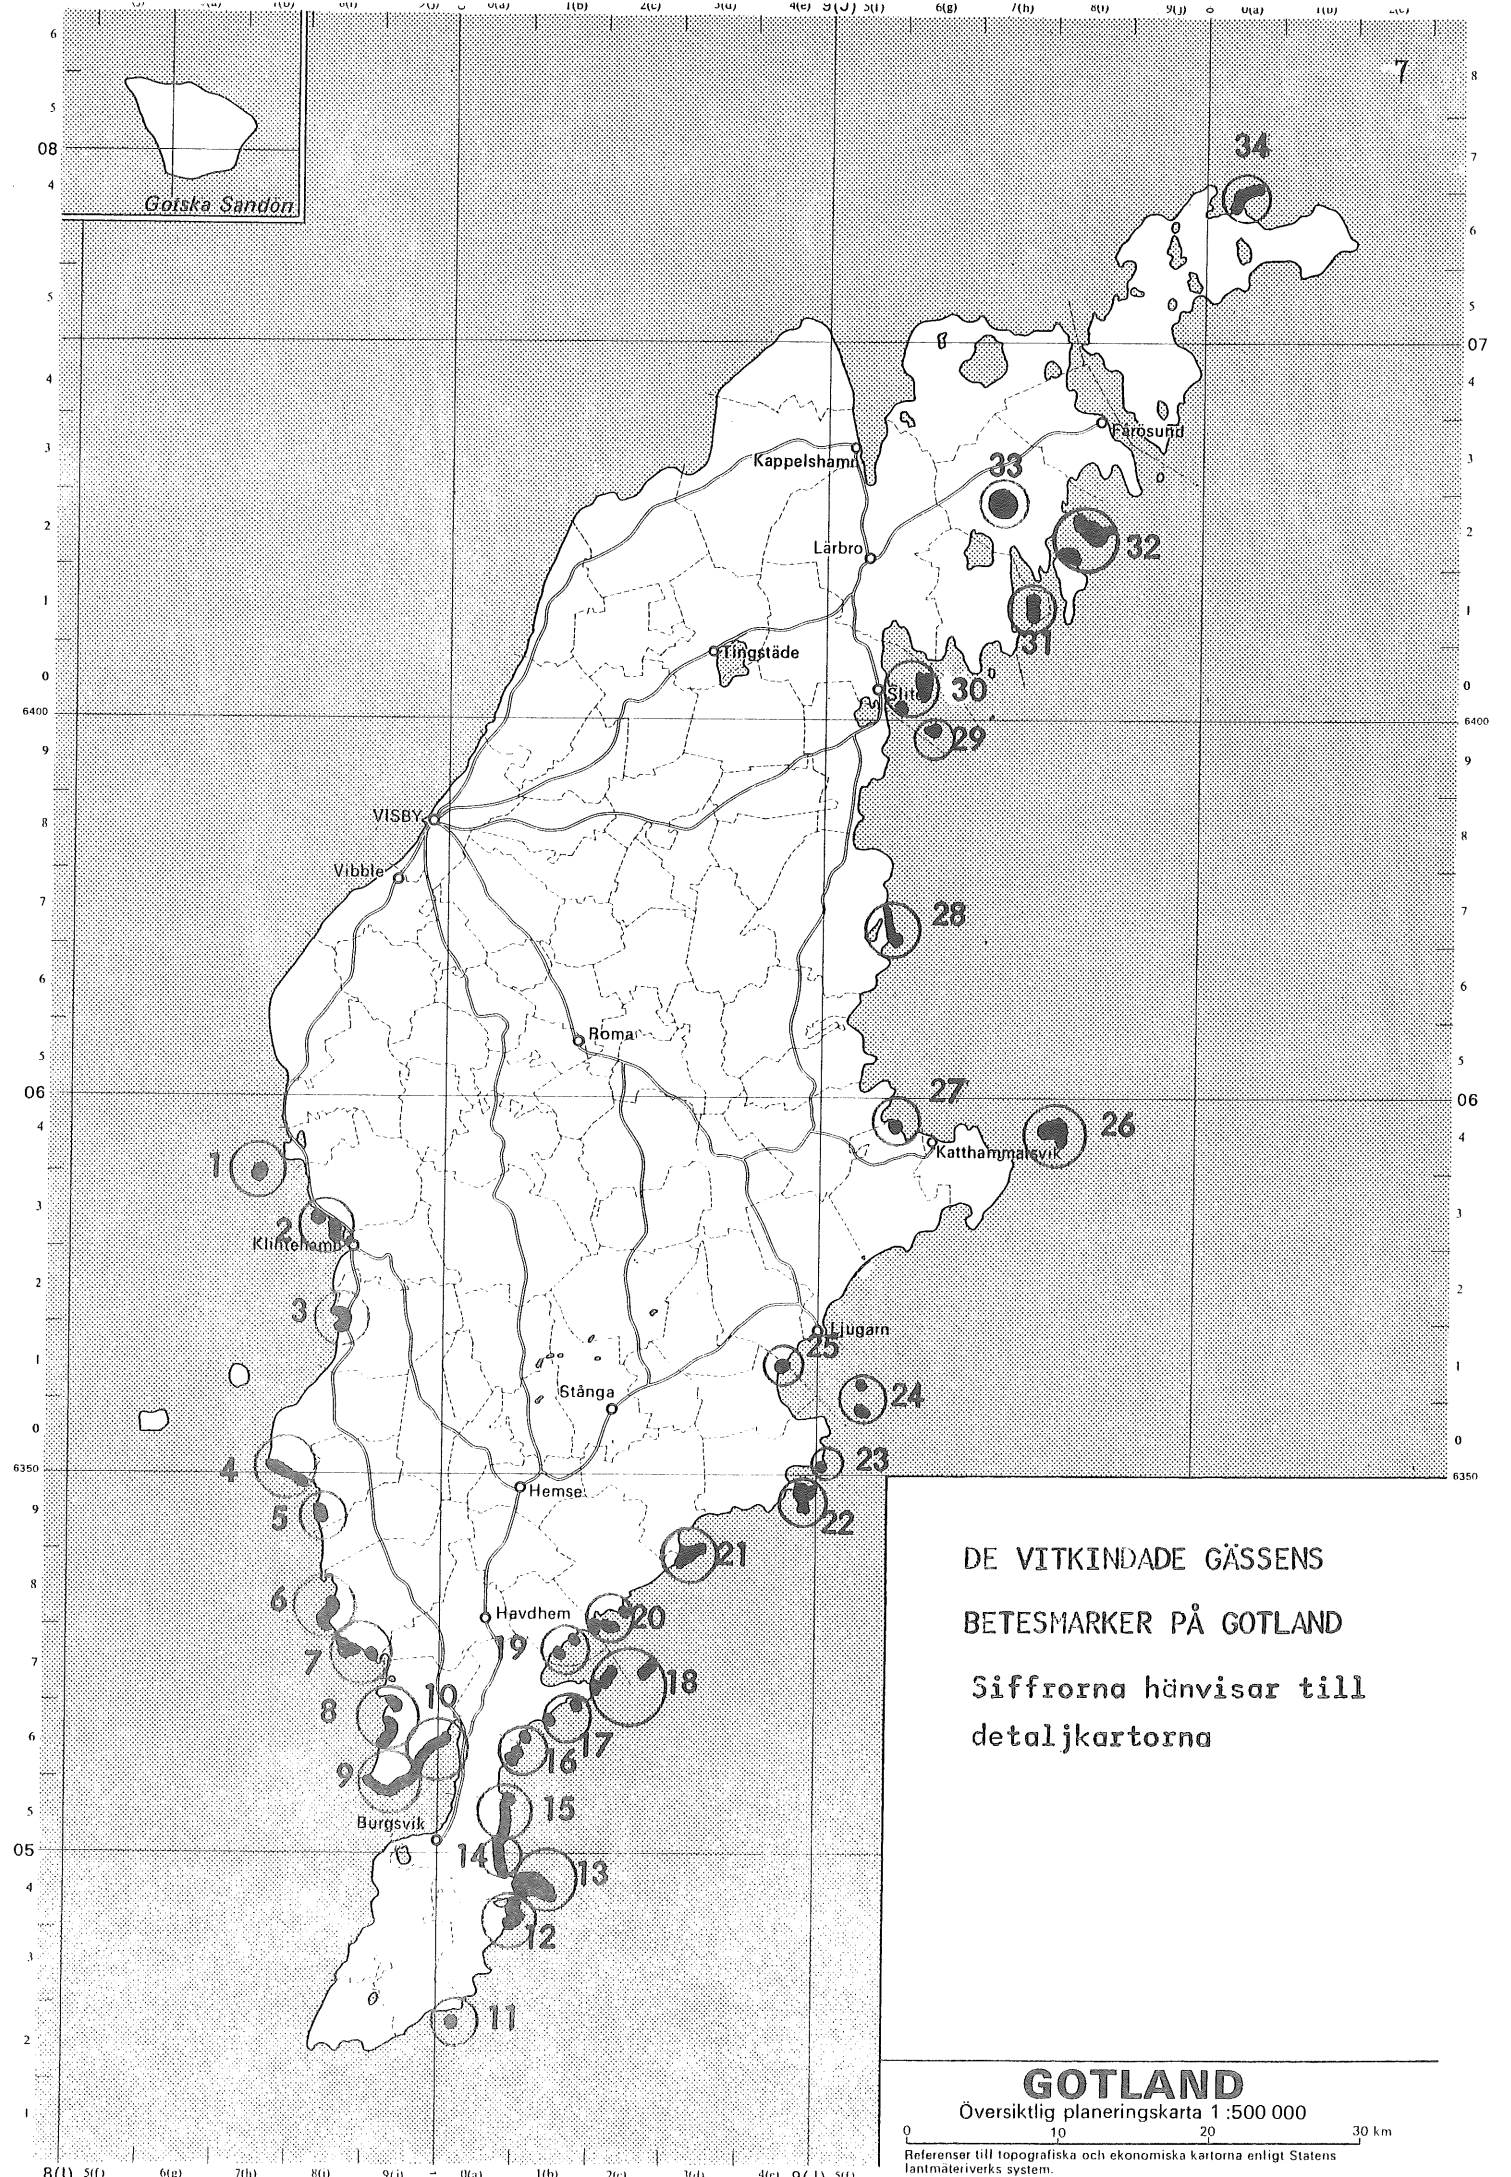 7
08
Gotska Sandön
34
07
Fårösund
Kappelshamn
33
Lärbro
32
31
Tingstäde
30
Slite
6400
6400
29
VISBY
Vibble
28
Roma
06
27
06
26
Katthammarsvik
1
2
Klintehamn
3
Ljugarn
25
Stånga
24
4
23
6350
6350
Hemse
5
22
21
6
Havdhem
20
19
7
18
8
10
17
16
9
15
Burgsvik
14
05
13
12
11
DE VITKINDADE GÄSSENS
BETESMARKER PÅ GOTLAND
Siffrorna hänvisar till
detaljkartorna
GOTLAND
Översiktlig planeringskarta 1:500 000
0 10 20 30 km
Referenser till topografiska och ekonomiska kartorna enligt Statens
lantmäteriverks system.